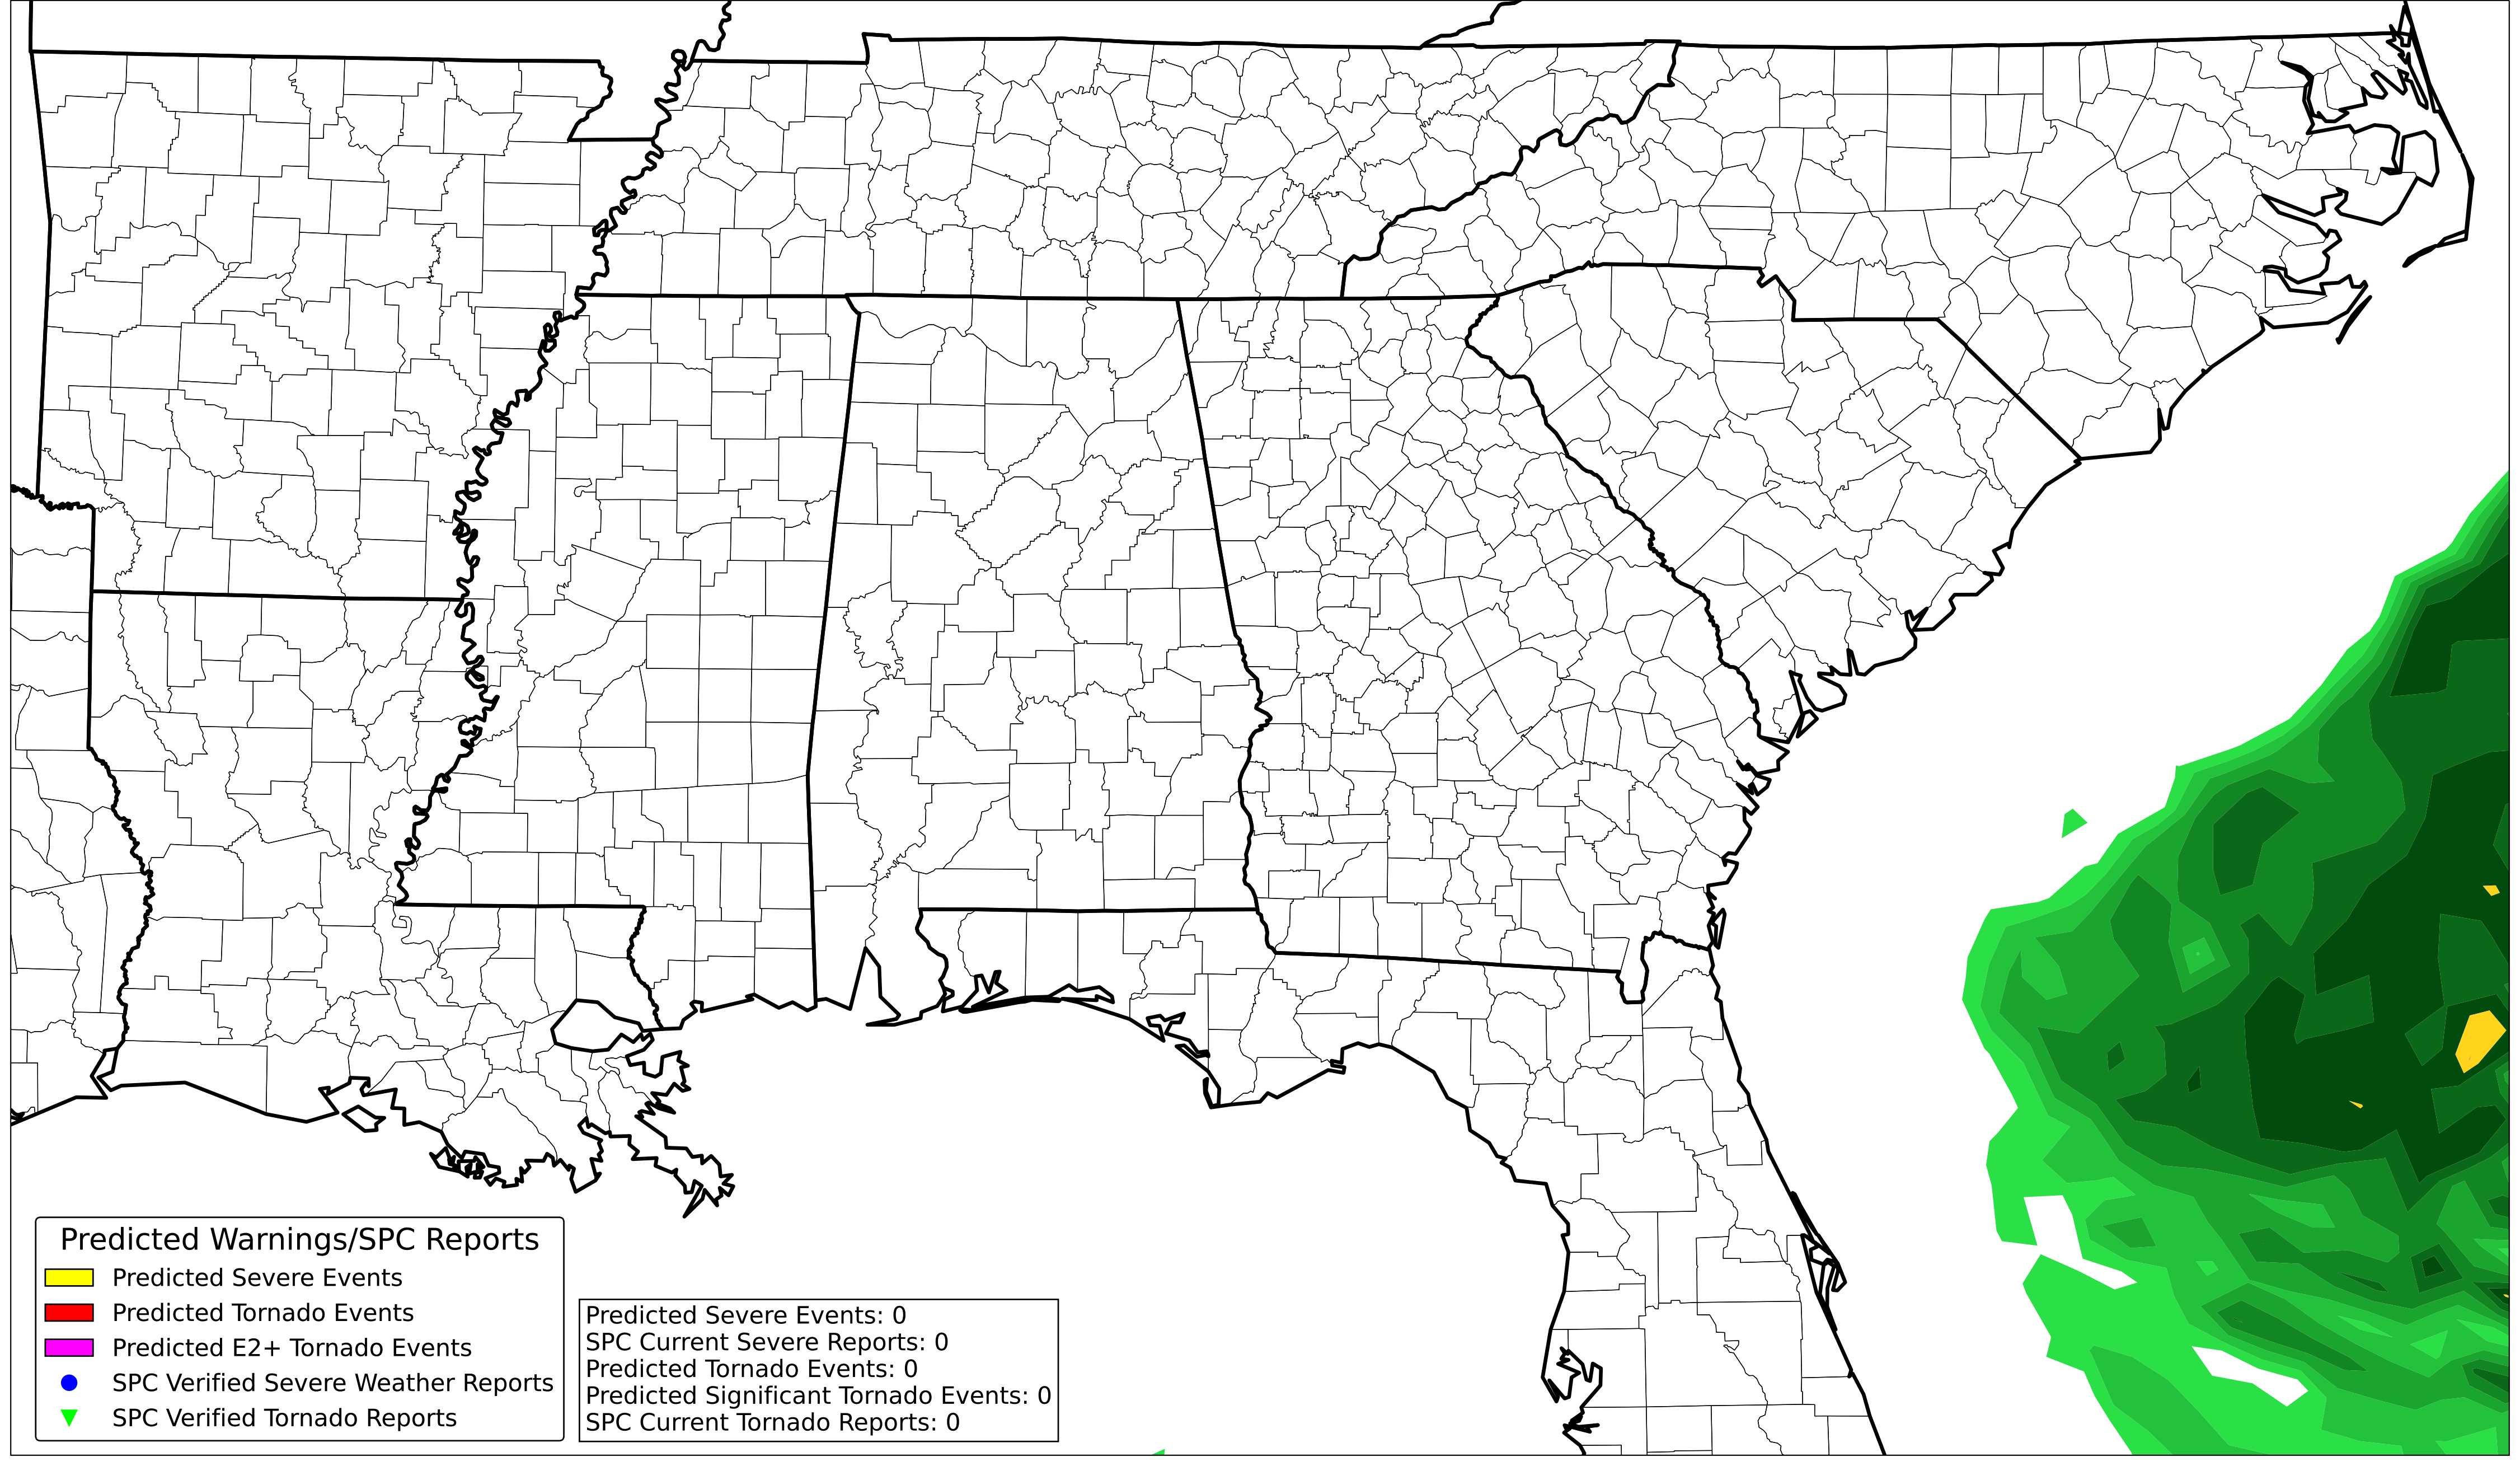 Predicted Warnings/SPC Reports
Predicted Severe Events
Predicted Tornado Events
Predicted E2+ Tornado Events
SPC Verified Severe Weather Reports
SPC Verified Tornado Reports
Predicted Severe Events: 0
SPC Current Severe Reports: 0
Predicted Tornado Events: 0
Predicted Significant Tornado Events: 0
SPC Current Tornado Reports: 0